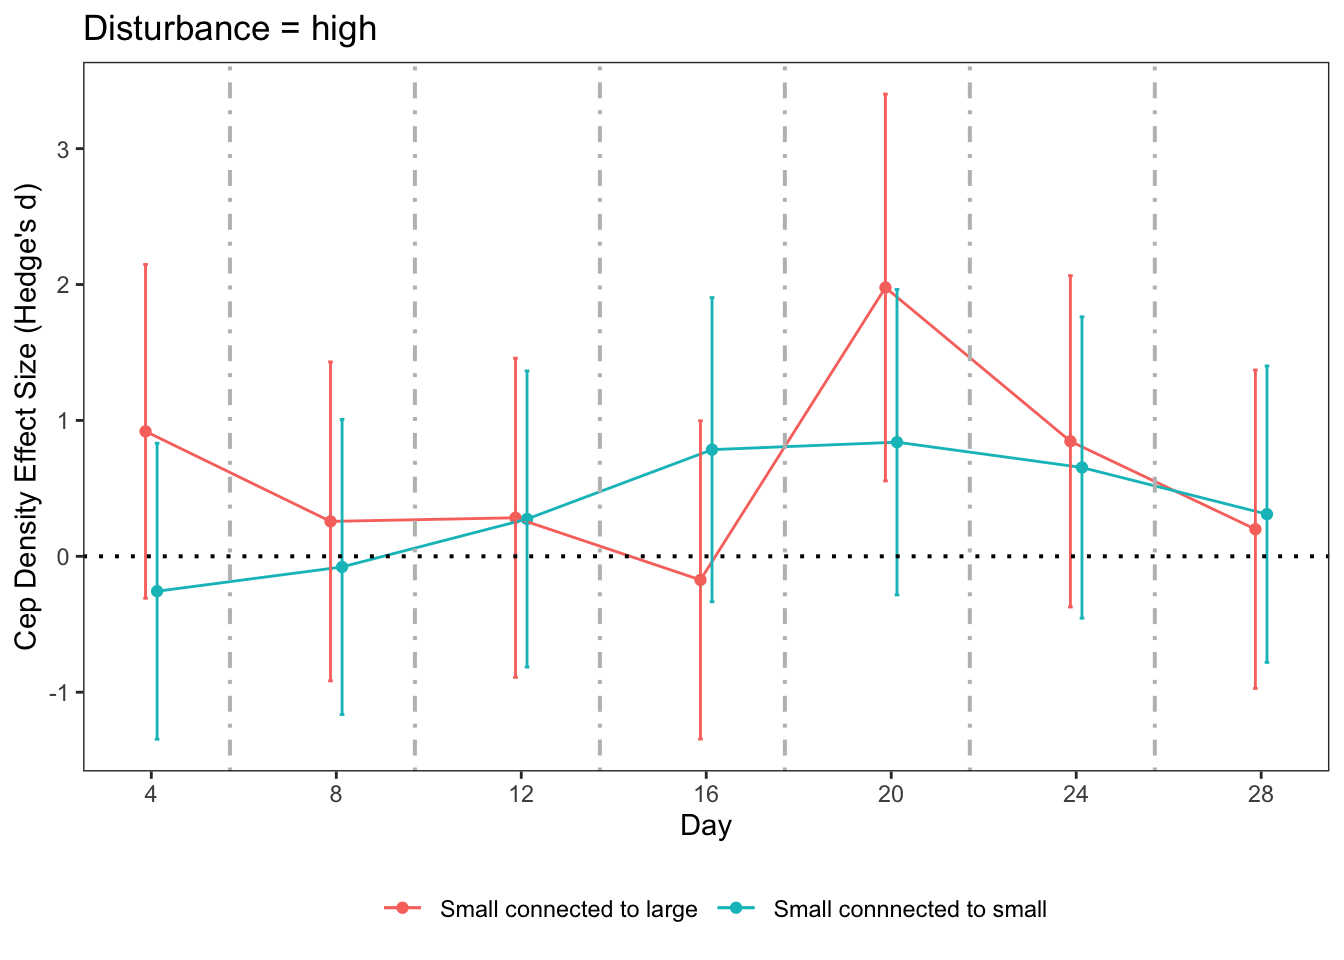 Disturbance = high
Cep Density Effect Size (Hedge's d)
3
2
1
0
-1
4 8 12 16 20 24 28
Day
Small connected to large Small connnected to small